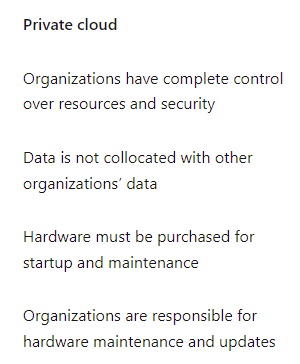 Private cloud
Organizations have complete control
over resources and security
Data is not collocated with other
organizations’ data
Hardware must be purchased for
startup and maintenance
Organizations are responsible for
hardware maintenance and updates